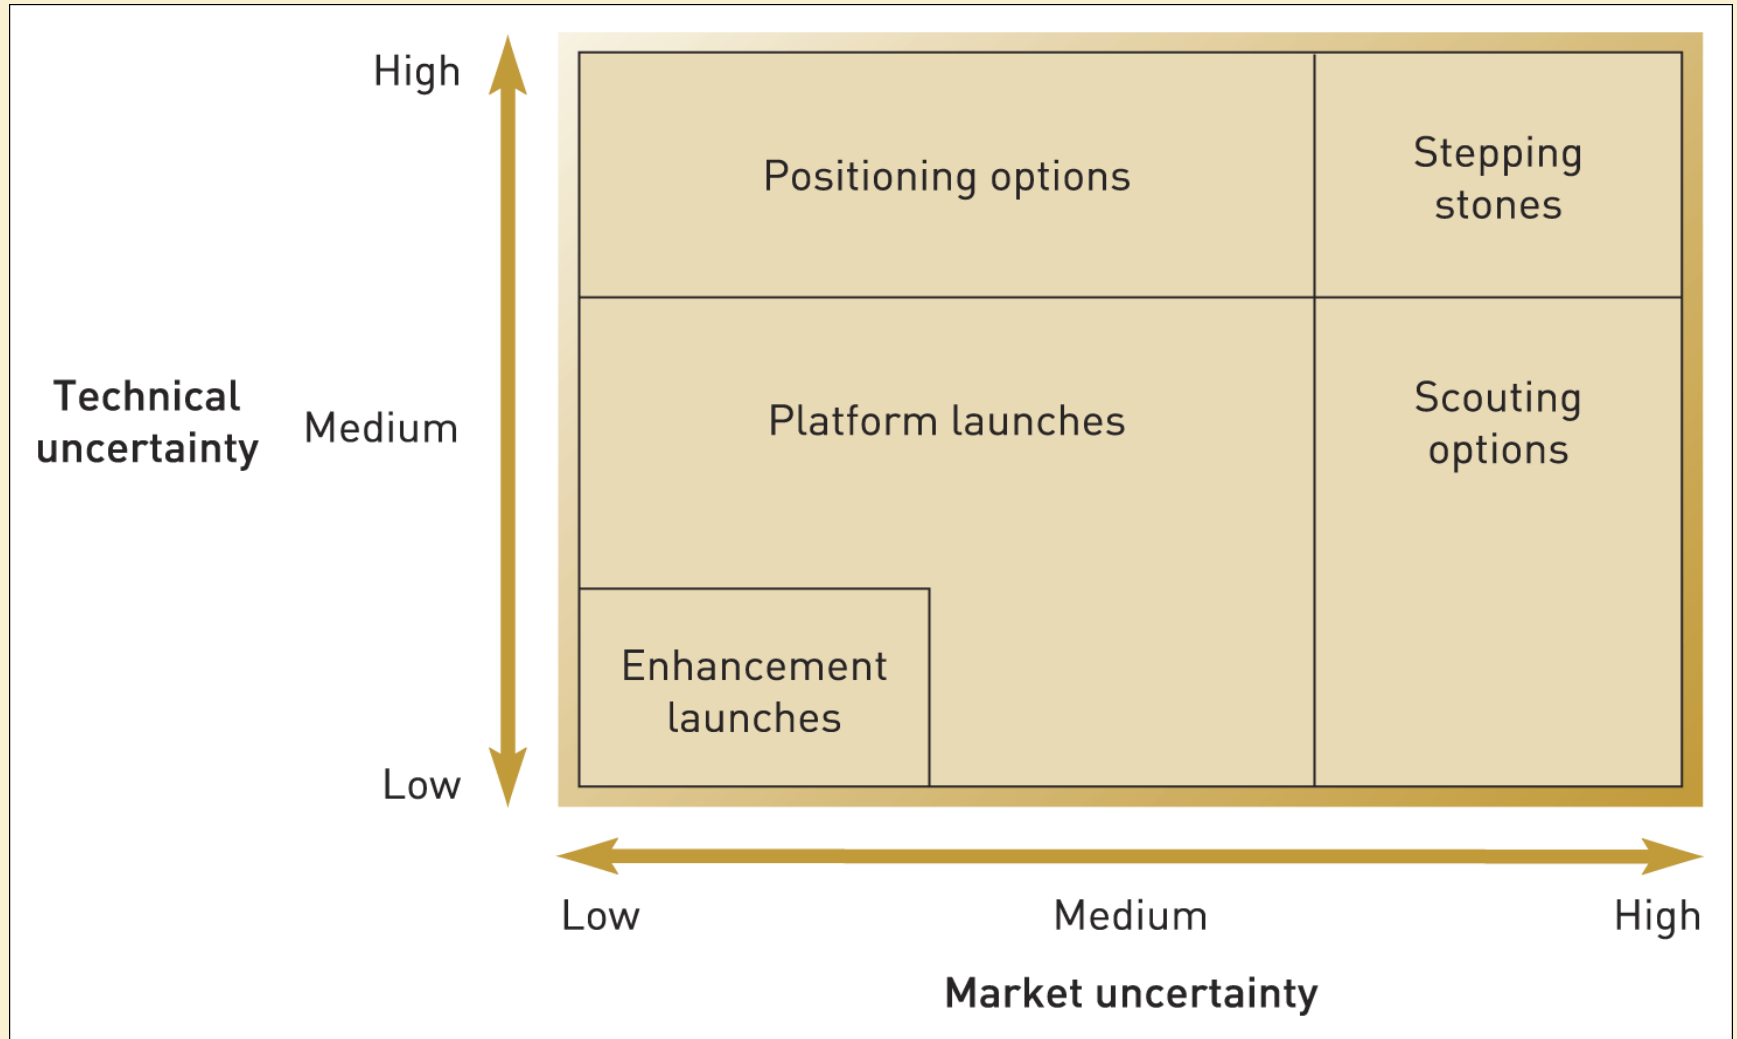 High
Positioning options
Stepping
stones
Technical
uncertainty
Medium
Platform launches
Scouting
options
Enhancement
launches
Low
Low
Medium
High
Market uncertainty